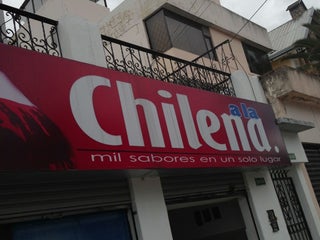 a la
Chilena.
mil sabores en un solo lugar